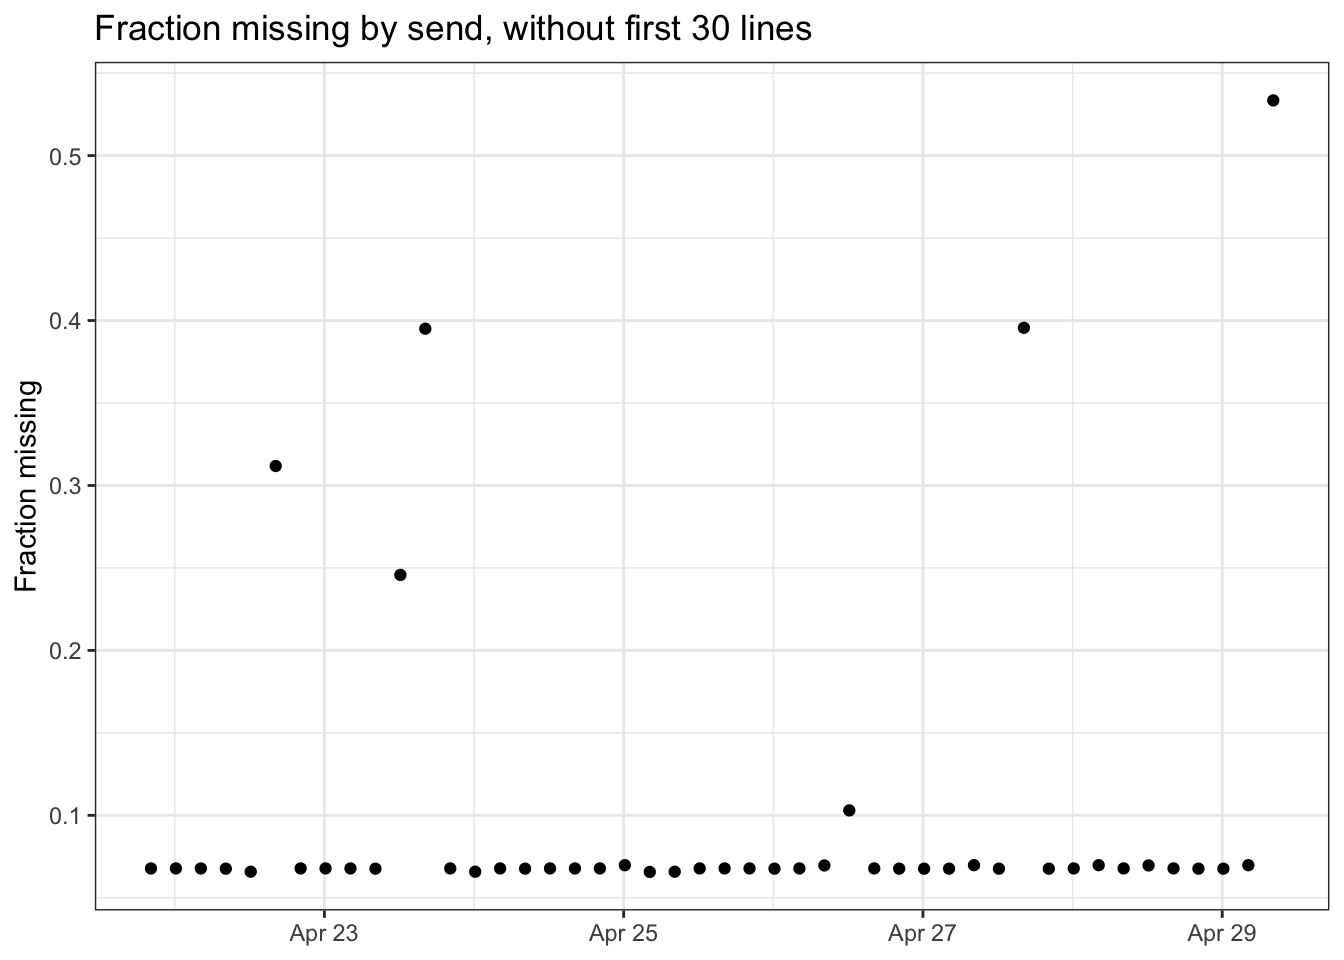 Fraction missing by send, without first 30 lines
Fraction missing
0.5
0.4
0.3
0.2
0.1
Apr 23
Apr 25
Apr 27
Apr 29